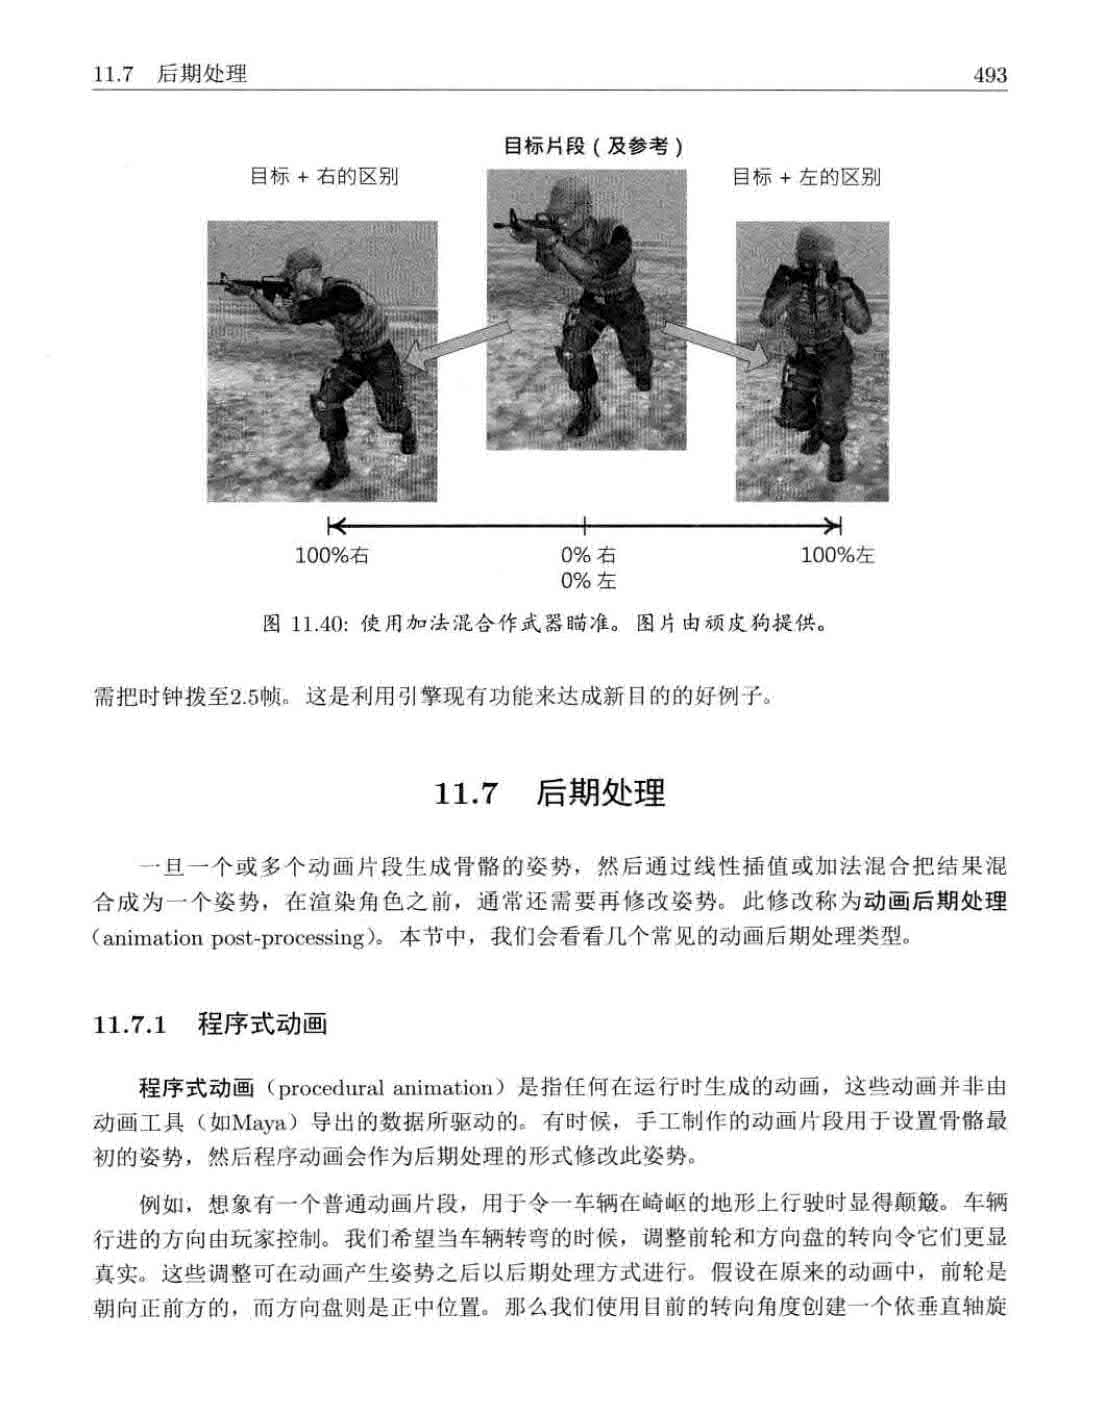 11.7 后期处理 493
目标片段（及参考）
目标 + 右的区别
目标 + 左的区别
100%右
0% 右
0% 左
100%左
图 11.40: 使用加法混合作武器瞄准。图片由顽皮狗提供。
需把时钟拨至2.5帧。这是利用引擎现有功能来达成新目的的好例子。
11.7 后期处理
一旦一个或多个动画片段生成骨骼的姿势，然后通过线性插值或加法混合把结果混
合成为一个姿势，在渲染角色之前，通常还需要再修改姿势。此修改称为动画后期处理
（animation post-processing）。本节中，我们会看看几个常见的动画后期处理类型。
11.7.1 程序式动画
程序式动画（procedural animation）是指任何在运行时生成的动画，这些动画并非由
动画工具（如Maya）导出的数据所驱动的。有时候，手工制作的动画片段用于设置骨骼最
初的姿势，然后程序动画会作为后期处理的形式修改此姿势。
例如，想象有一个普通动画片段，用于令一车辆在崎岖的地形上行驶时显得颠簸。车辆
行进的方向由玩家控制。我们希望当车辆转弯的时候，调整前轮和方向盘的转向令它们更显
真实。这些调整可在动画产生姿势之后以后期处理方式进行。假设在原来的动画中，前轮是
朝向正前方的，而方向盘则是正中位置。那么我们使用目前的转向角度创建一个依垂直轴旋